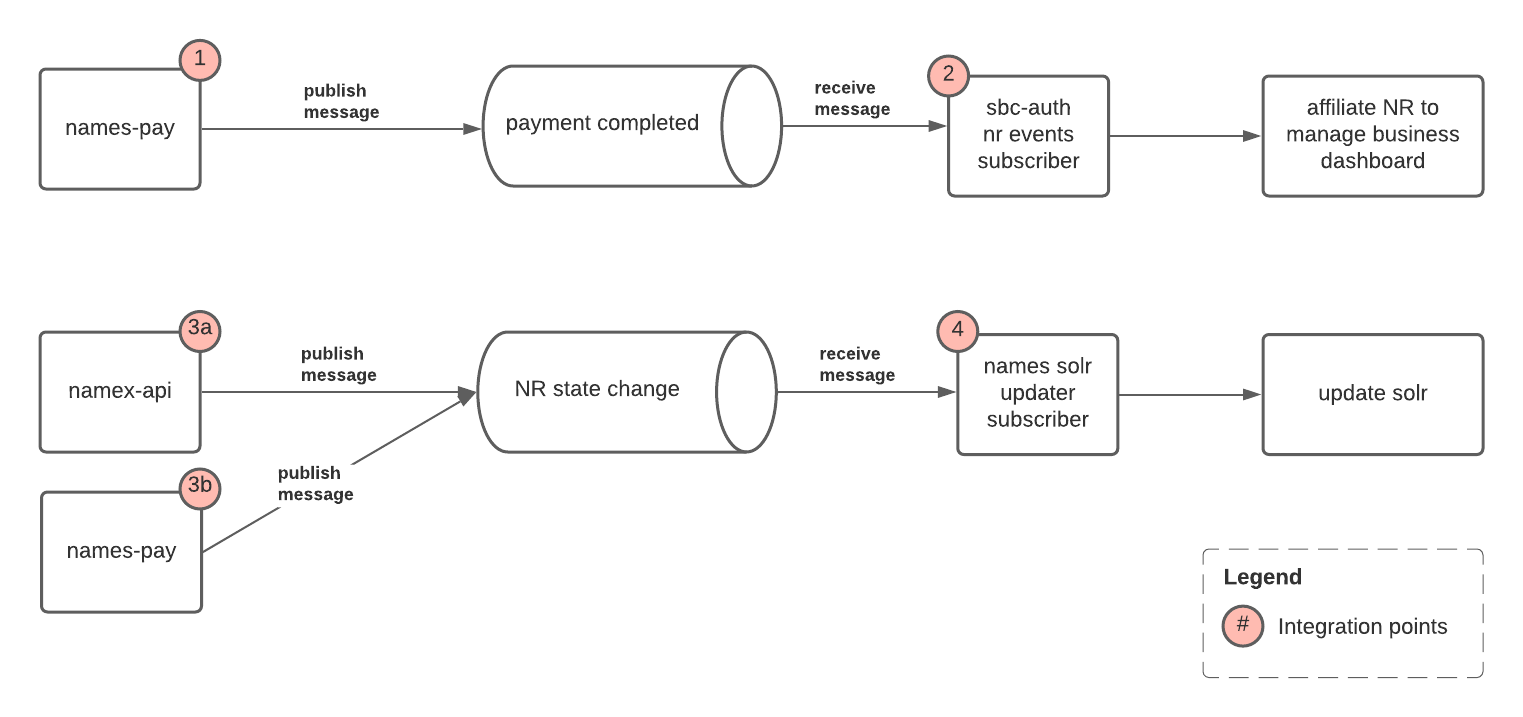 1
names-pay
publish
message
payment completed
receive
message
2
sbc-auth
nr events
subscriber
affiliate NR to
manage business
dashboard
3a
namex-api
publish
message
NR state change
receive
message
4
names solr
updater
subscriber
update solr
3b
names-pay
publish
message
Legend
#
Integration points